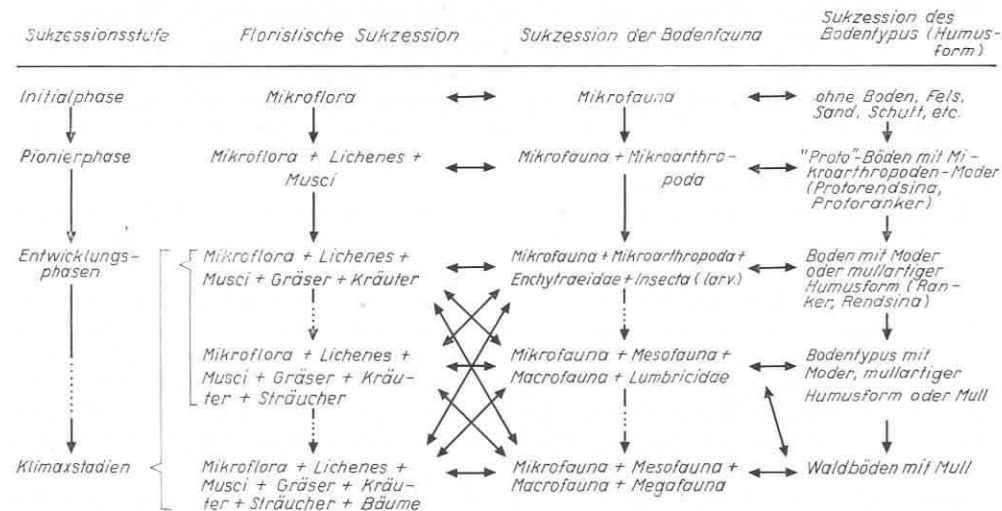 Sukzessionsstufe
Floristische Sukzession
Sukzession der Bodenfauna
Sukzession des
Bodentypus (Humus-
form)
Initialphase
Mikroflora
Mikrofauna
ohne Boden, Fels,
Sand, Schutt, etc.
Pionierphase
Mikroflora + Lichenes +
Musci
Mikrofauna + Mikroarthro-
poda
"Proto"-Böden mit Mi-
kroarthropoden-Moder
(Protorendsina,
Protoranker)
Entwicklungs-
phasen
Mikroflora + Lichenes +
Musci + Gräser + Kräuter
Mikrofauna + Mikroarthropoda +
Enchytraeidae + Insecta (larv.)
Boden mit Moder
oder mullartiger
Humusform (Ran-
ker, Rendsina)
Mikroflora + Lichenes +
Musci + Gräser + Kräu-
ter + Sträucher
Mikrofauna + Mesofauna +
Macrofauna + Lumbricidae
Bodentypus mit
Moder, mullartiger
Humusform oder Mull
Klimaxstadien
Mikroflora + Lichenes +
Musci + Gräser + Kräu-
ter + Sträucher + Bäume
Mikrofauna + Mesofauna +
Macrofauna + Megafauna
Waldböden mit Mull